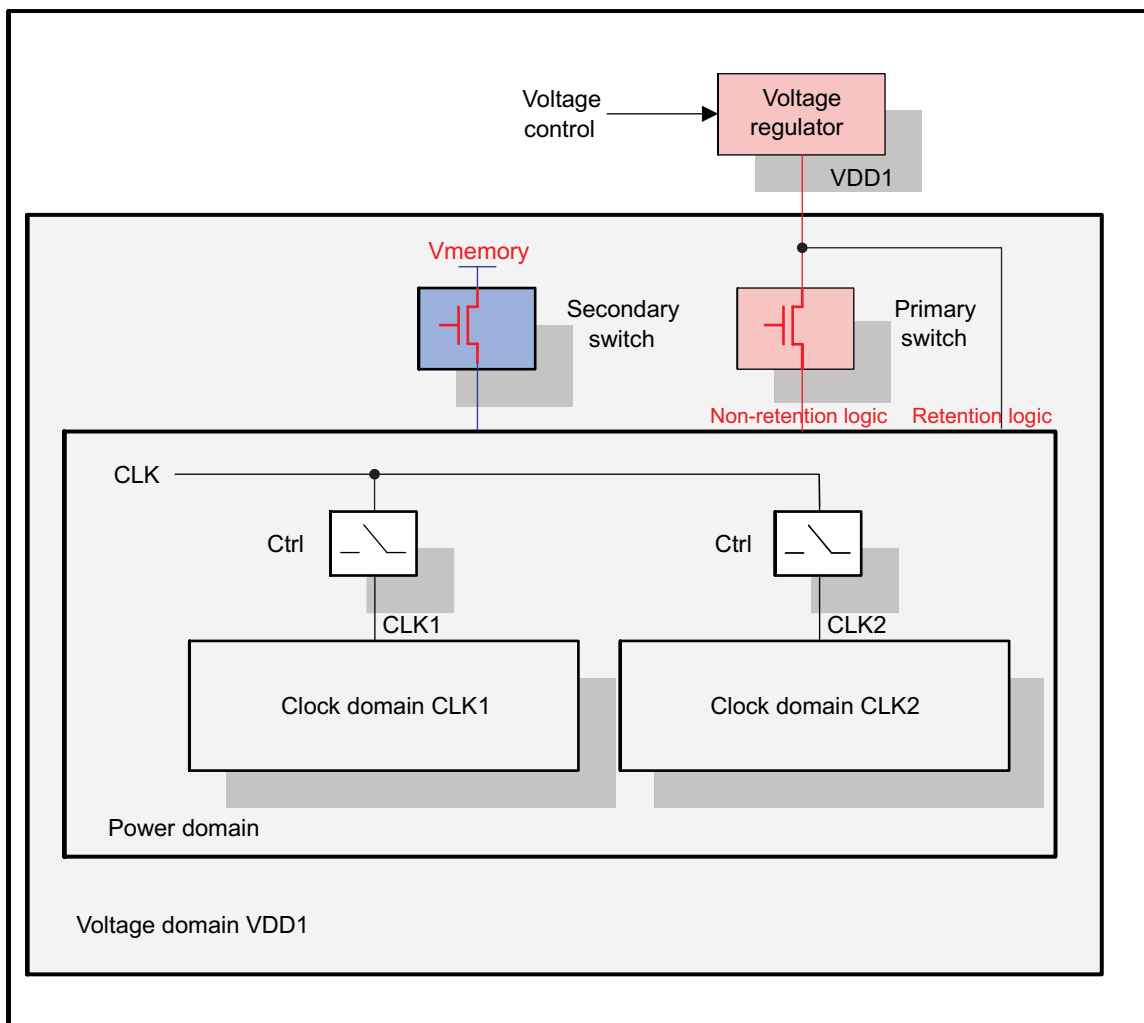 Voltage
control
Voltage
regulator
VDD1
Vmemory
Secondary
switch
Primary
switch
Non-retention logic
Retention logic
CLK
Ctrl
Ctrl
CLK1
CLK2
Clock domain CLK1
Clock domain CLK2
Power domain
Voltage domain VDD1